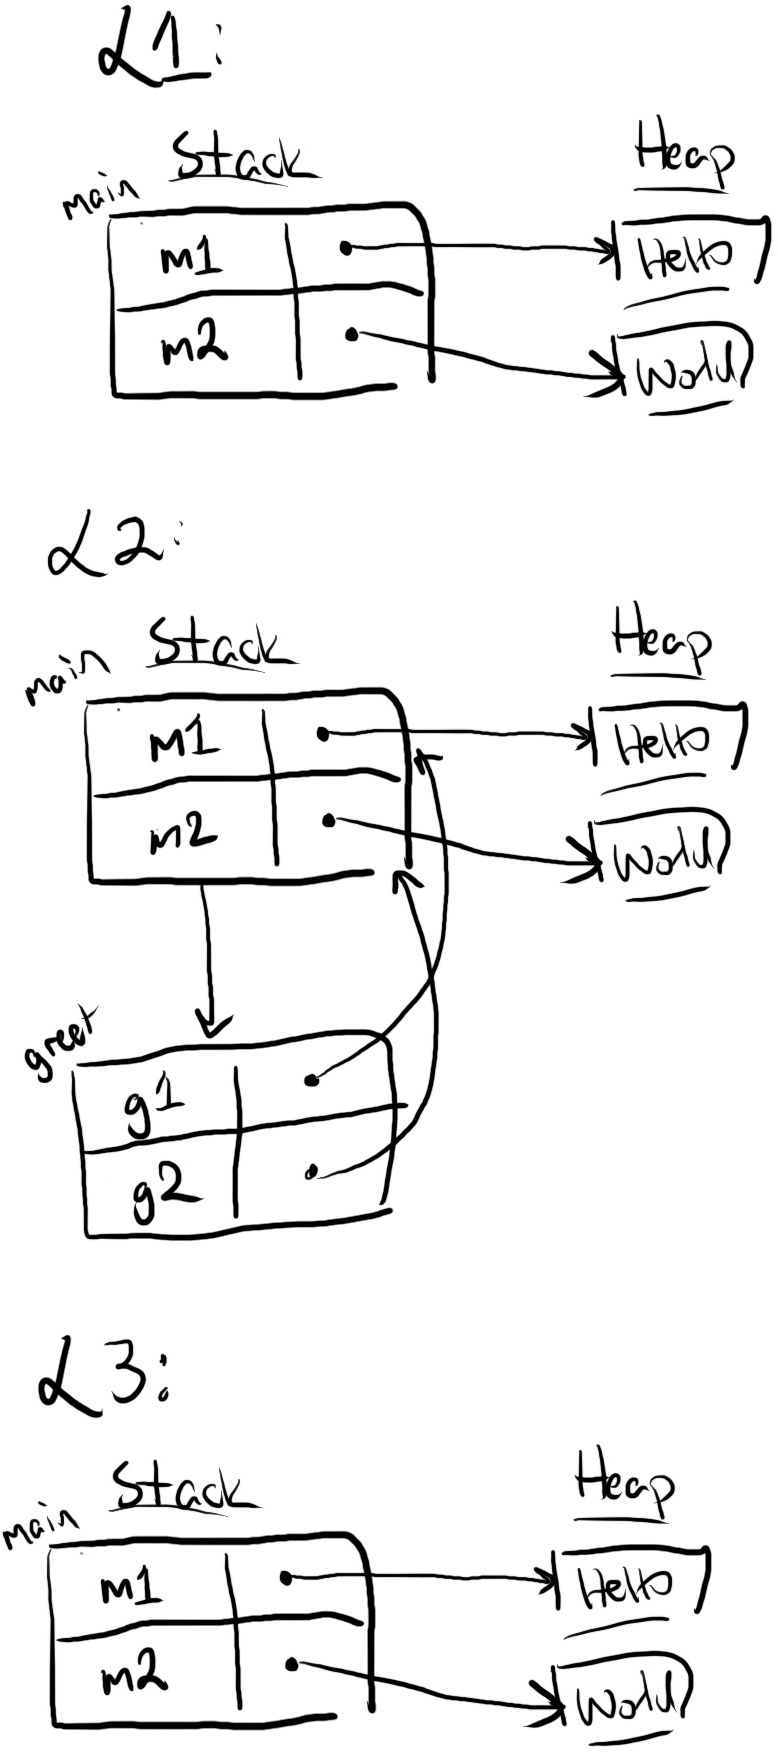 L1:
Stack
Heap
main
m1
Hello
m2
World
L2:
Stack
Heap
main
m1
Hello
m2
World
greet
g1
g2
L3:
Stack
Heap
main
m1
Hello
m2
World